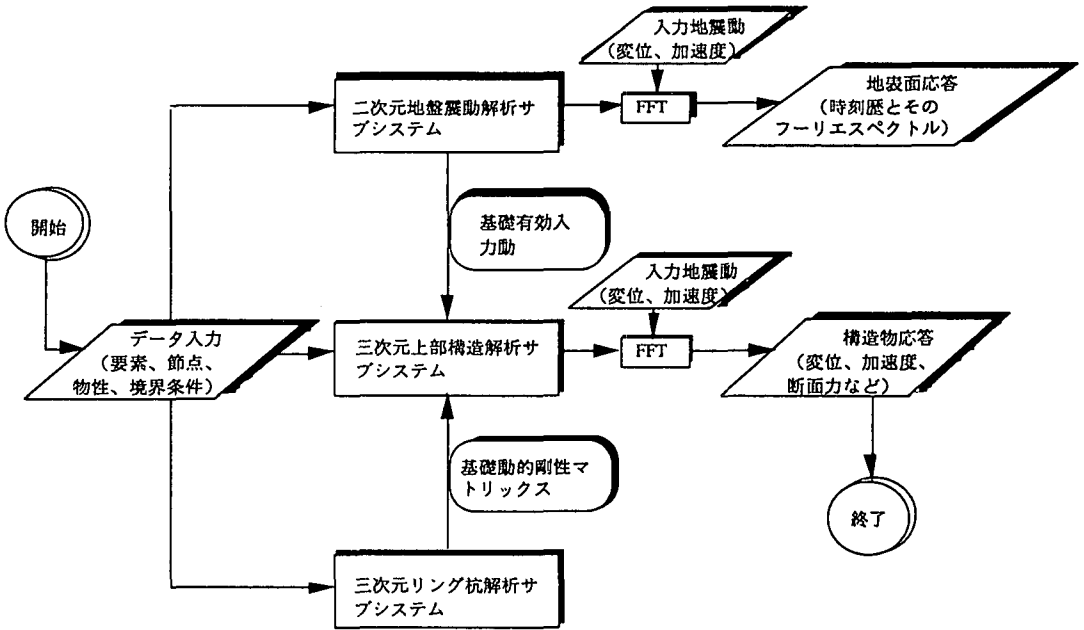 入力地震動
(変位、加速度)
二次元地盤震動解析サ
ブシステム
FFT
地表面応答
(時刻歴とその
フーリエスペクトル)
開始
基礎有効入
力動
入力地震動
(変位、加速度)
データ入力
(要素、節点、
物性、境界条件)
三次元上部構造解析サ
ブシステム
FFT
構造物応答
(変位、加速度、
断面力など)
基礎動的剛性マ
トリックス
終了
三次元リング杭解析サ
ブシステム